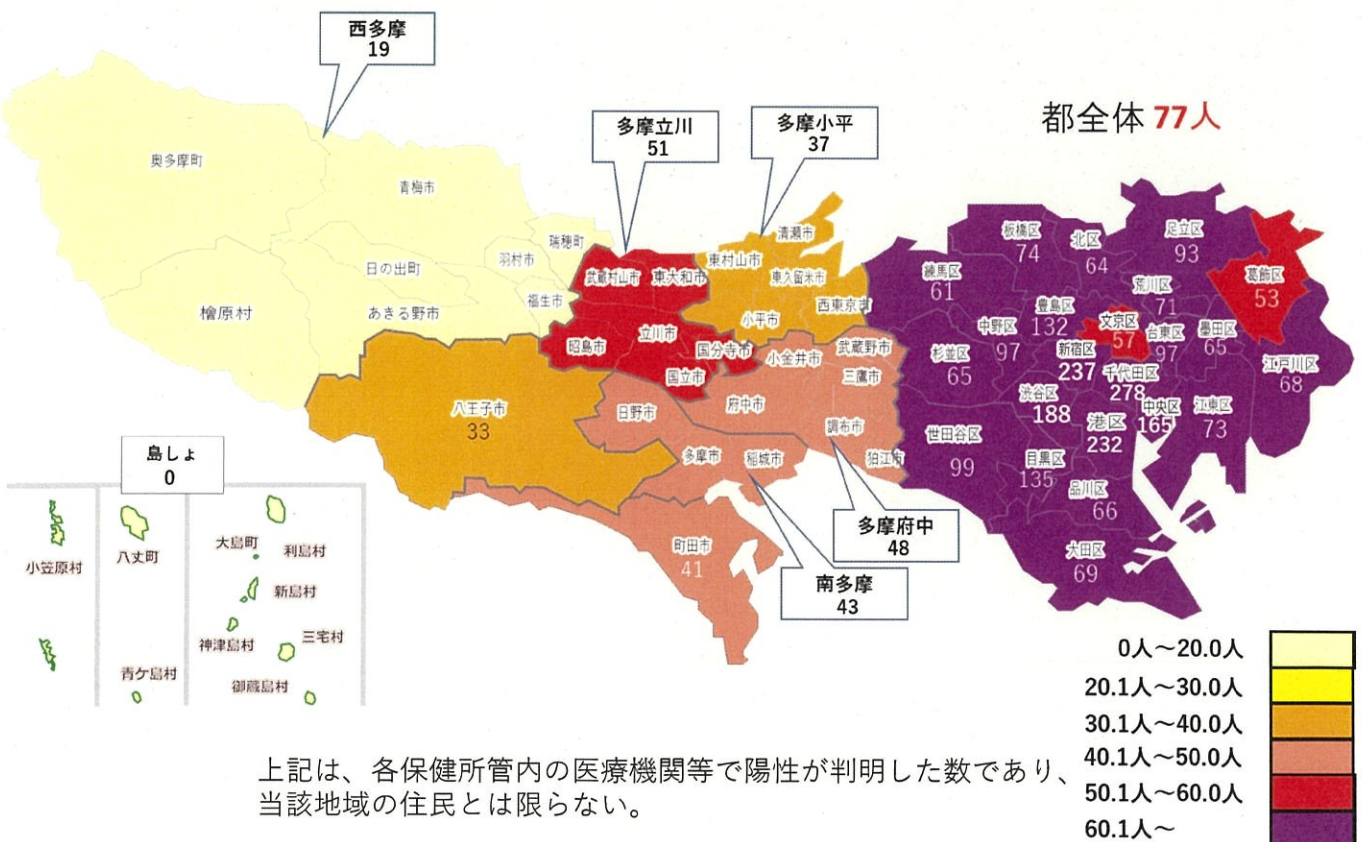 西多摩
19
多摩立川
51
多摩小平
37
都全体 77人
奥多摩町
青梅市
瑞穂町
羽村市
日の出町
福生市
あきる野市
檜原村
武蔵村山市
東大和市
立川市
昭島市
国分寺市
国立市
清瀬市
東村山市
東久留米市
西東京市
小平市
小金井市
武蔵野市
三鷹市
府中市
調布市
狛江市
日野市
多摩市
稲城市
八王子市
33
町田市
41
多摩府中
48
南多摩
43
板橋区
74
北区
64
足立区
93
練馬区
61
荒川区
71
葛飾区
53
豊島区
132
文京区
57
中野区
97
台東区
97
墨田区
65
杉並区
65
新宿区
237
千代田区
278
江戸川区
68
渋谷区
188
港区
232
中央区
165
江東区
73
世田谷区
99
目黒区
135
品川区
66
大田区
69
島しょ
0
小笠原村
八丈町
青ケ島村
大島町
利島村
新島村
神津島村
三宅村
御蔵島村
0人～20.0人
20.1人～30.0人
30.1人～40.0人
40.1人～50.0人
50.1人～60.0人
60.1人～
上記は、各保健所管内の医療機関等で陽性が判明した数であり、
当該地域の住民とは限らない。